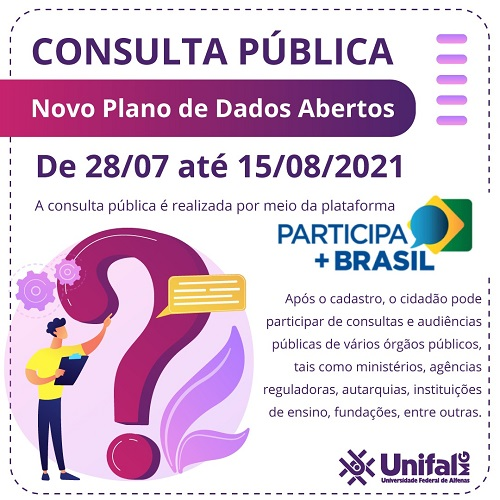 CONSULTA PÚBLICA
Novo Plano de Dados Abertos
De 28/07 até 15/08/2021
A consulta pública é realizada por meio da plataforma
PARTICIPA
+ BRASIL
Após o cadastro, o cidadão pode
participar de consultas e audiências
públicas de vários órgãos públicos,
tais como ministérios, agências
reguladoras, autarquias, instituições
de ensino, fundações, entre outras.
Unifal MG
Universidade Federal de Alfenas